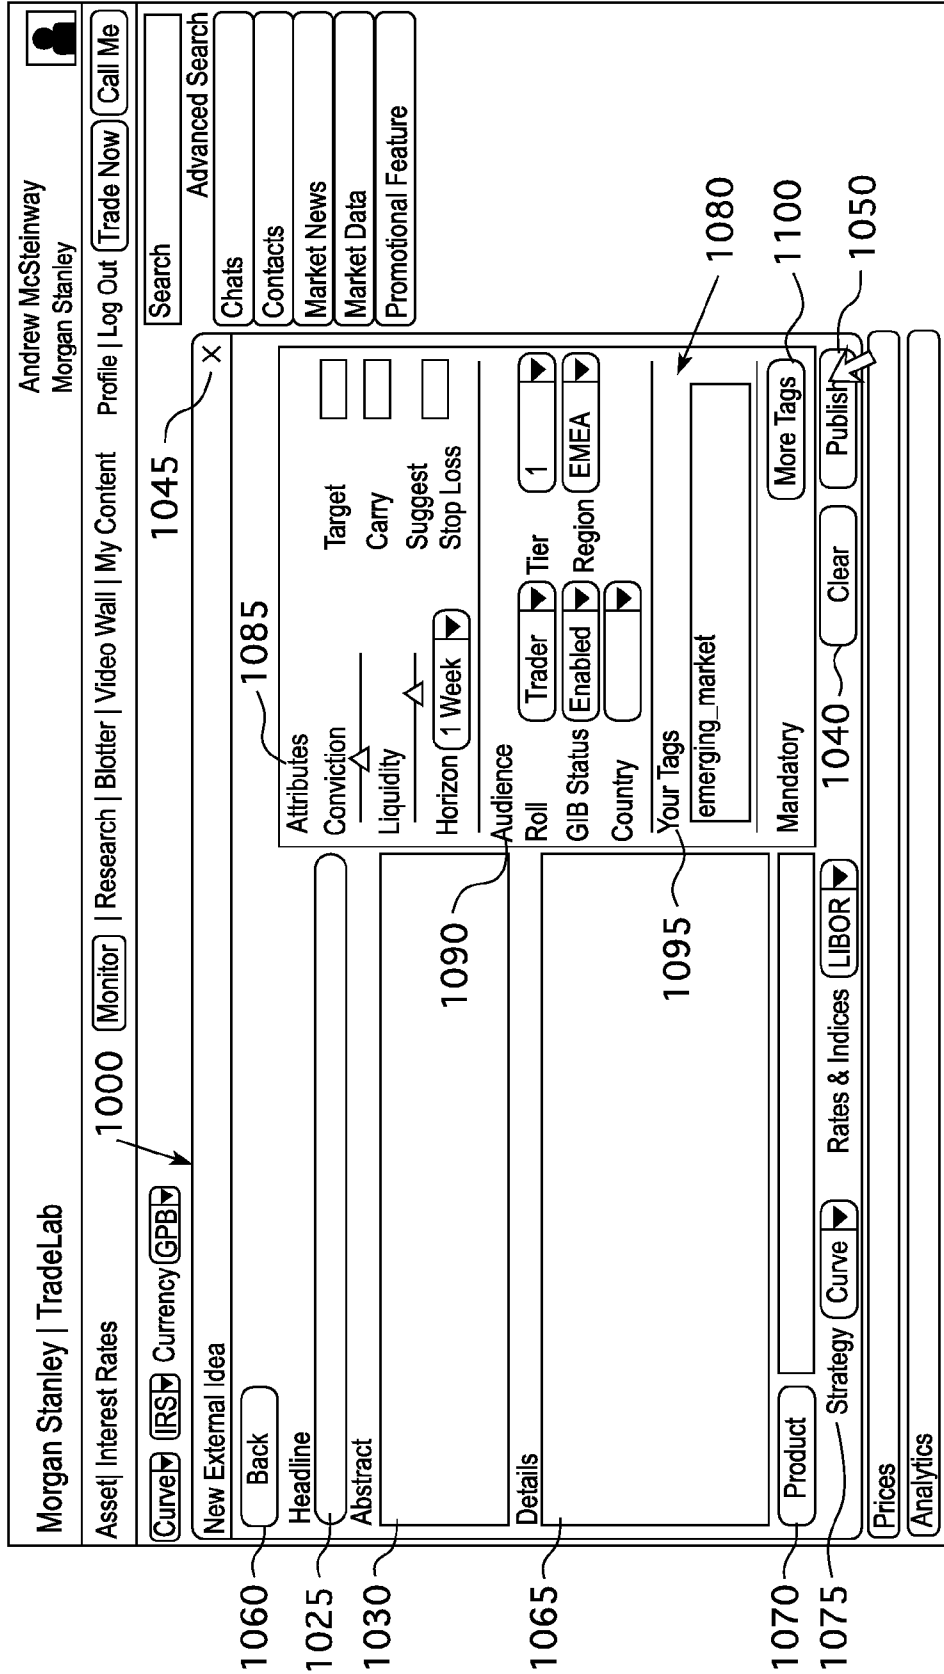 Andrew McSteinway
Morgan Stanley | TradeLab
Morgan Stanley
Asset| Interest Rates
1000
Monitor | Research | Blotter | Video Wall | My Content
Profile | Log Out Trade Now Call Me
Curve IRS Currency GPB
1045
Search
Advanced Search
New External Idea
X
Chats
Contacts
Market News
Market Data
Promotional Feature
1060
Back
1085
1025
Headline
1030
Abstract
Attributes
Conviction
Target
Liquidity
Carry
Horizon 1 Week
Suggest
Stop Loss
1090
Audience
Roll Trader Tier 1
GIB Status Enabled Region EMEA
Country
1065
Details
1095
Your Tags
emerging_market
1080
Mandatory
More Tags
1100
1070
Product
1075
Strategy Curve
Rates & Indices LIBOR
1040
Clear
Publish
1050
Prices
Analytics